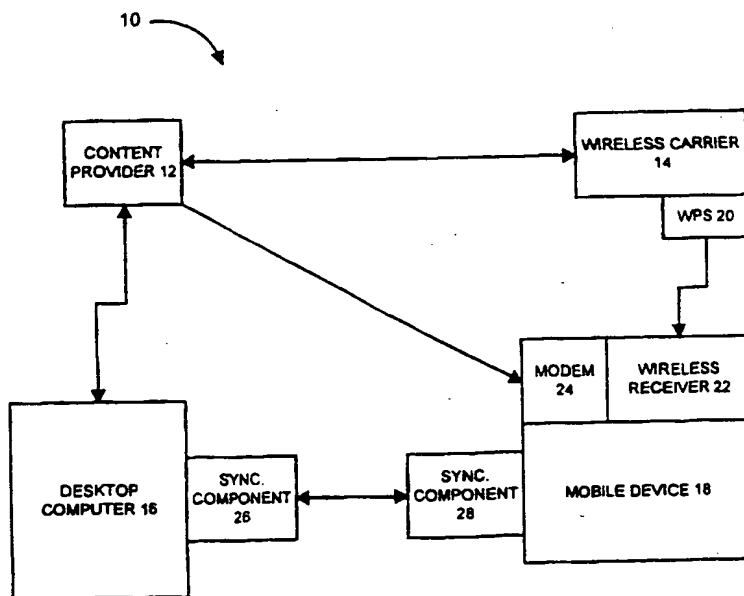 10
CONTENT
PROVIDER 12
WIRELESS CARRIER
14
WPS 20
MODEM
24
WIRELESS
RECEIVER 22
DESKTOP
COMPUTER 16
SYNC.
COMPONENT
26
SYNC.
COMPONENT
28
MOBILE DEVICE 18